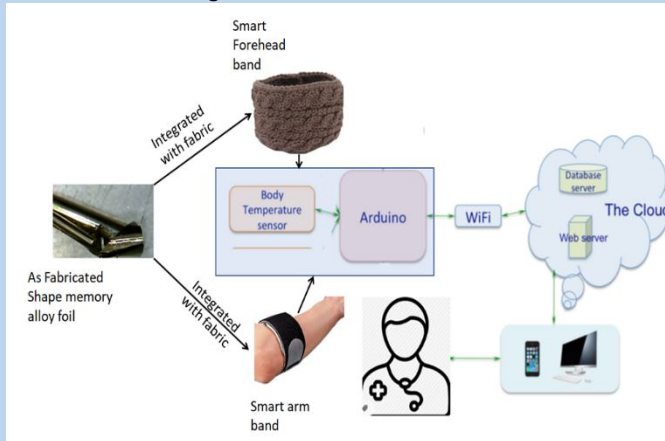 Smart
Forehead
band
Integrated
with fabric
Body
Temperature
sensor
Arduino
WiFi
Database
server
The Cloud
Web server
As Fabricated
Shape memory
alloy foil
Integrated
with fabric
Smart arm
band